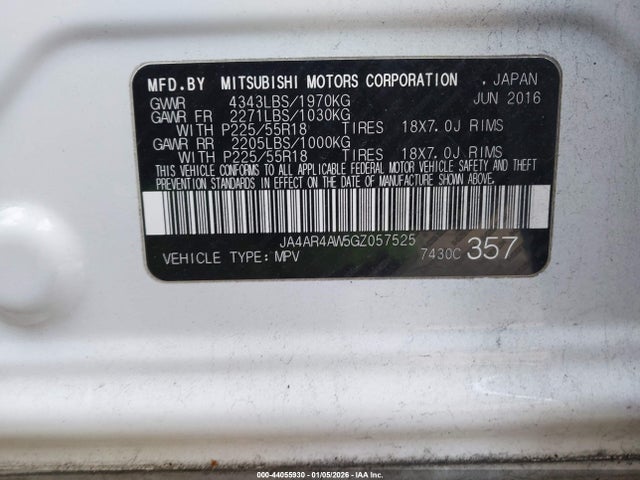 MFD.BY MITSUBISHI MOTORS CORPORATION . JAPAN
GVWR 4343LBS/1970KG JUN 2016
GAWR FR 2271LBS/1030KG
WITH P225/55R18 TIRES 18X7.0J RIMS
GAWR RR 2205LBS/1000KG
WITH P225/55R18 TIRES 18X7.0J RIMS
THIS VEHICLE CONFORMS TO ALL APPLICABLE FEDERAL MOTOR VEHICLE SAFETY AND THEFT
PREVENTION STANDARDS IN EFFECT ON THE DATE OF MANUFACTURE SHOWN ABOVE.
JA4AR4AW5GZ057525
VEHICLE TYPE: MPV 7430C 357
000-44055930 - 01/05/2026 - IAA Inc.